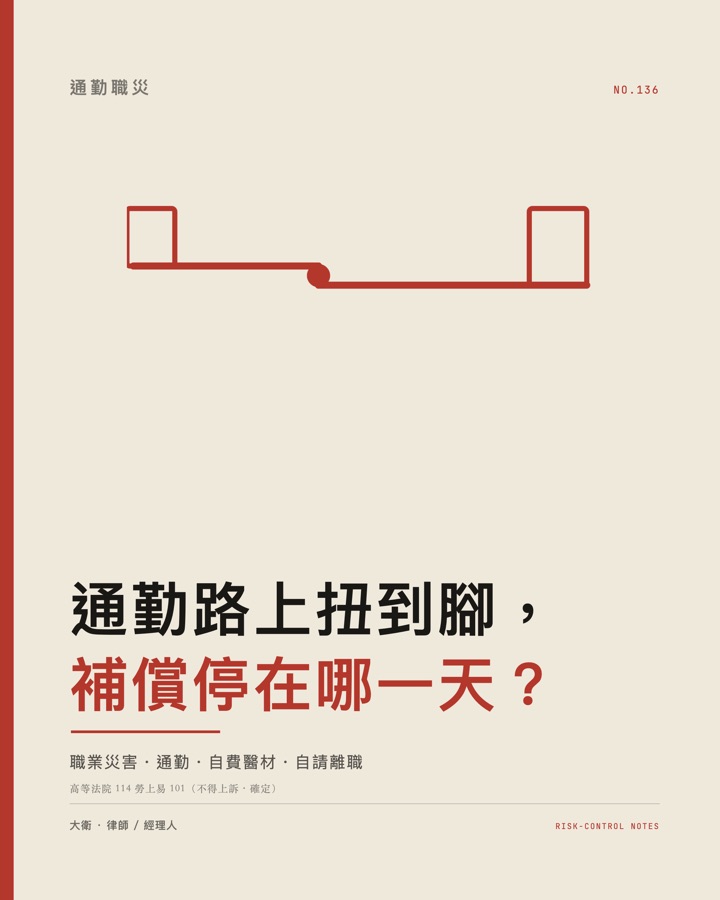 通勤職災
NO.136
通勤路上扭到腳，
補償停在哪一天？
職業災害・通勤・自費醫材・自請離職
高等法院 114 勞上易 101（不得上訴・確定）
大衛 · 律師 / 經理人
RISK-CONTROL NOTES